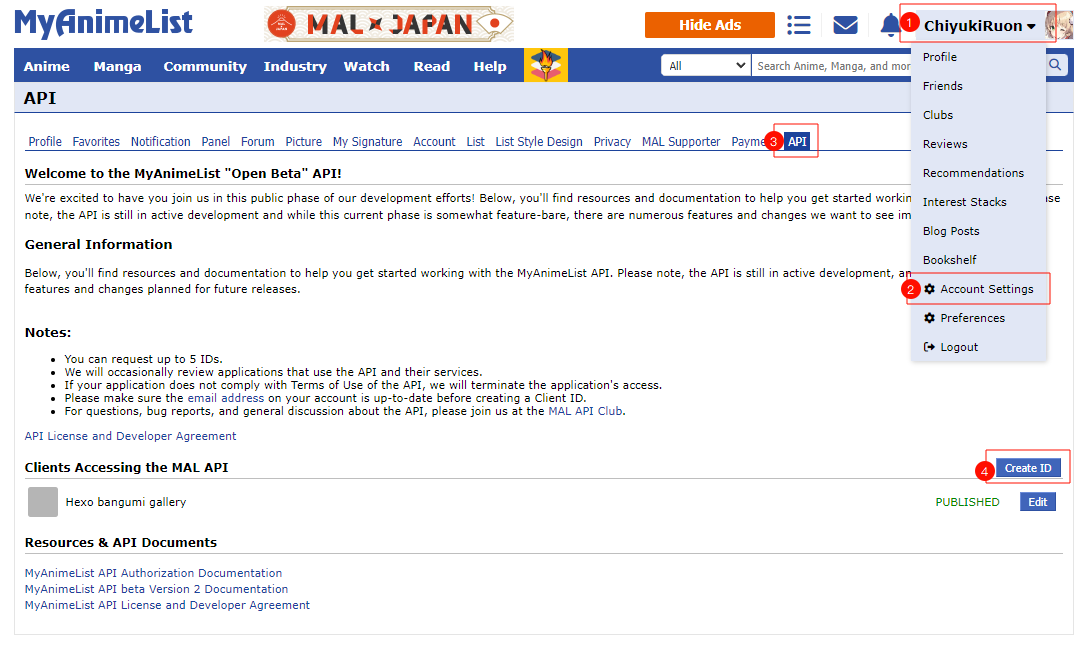 MyAnimeList
MAL × JAPAN
Hide Ads
1
ChiyukiRuon
Anime Manga Community Industry Watch Read Help
All
Search Anime, Manga, and mor
Profile
Friends
Clubs
Reviews
Recommendations
Interest Stacks
Blog Posts
Bookshelf
2
Account Settings
Preferences
Logout
API
Profile Favorites Notification Panel Forum Picture My Signature Account List List Style Design Privacy MAL Supporter Payme 3 API
Welcome to the MyAnimeList "Open Beta" API!
We're excited to have you join us in this public phase of our development efforts! Below, you'll find resources and documentation to help you get started workin
note, the API is still in active development and while this current phase is somewhat feature-bare, there are numerous features and changes we want to see im
General Information
Below, you'll find resources and documentation to help you get started working with the MyAnimeList API. Please note, the API is still in active development, an
features and changes planned for future releases.
Notes:
• You can request up to 5 IDs.
• We will occasionally review applications that use the API and their services.
• If your application does not comply with Terms of Use of the API, we will terminate the application's access.
• Please make sure the email address on your account is up-to-date before creating a Client ID.
• For questions, bug reports, and general discussion about the API, please join us at the MAL API Club.
API License and Developer Agreement
Clients Accessing the MAL API
4
Create ID
Hexo bangumi gallery
PUBLISHED
Edit
Resources & API Documents
MyAnimeList API Authorization Documentation
MyAnimeList API beta Version 2 Documentation
MyAnimeList API License and Developer Agreement